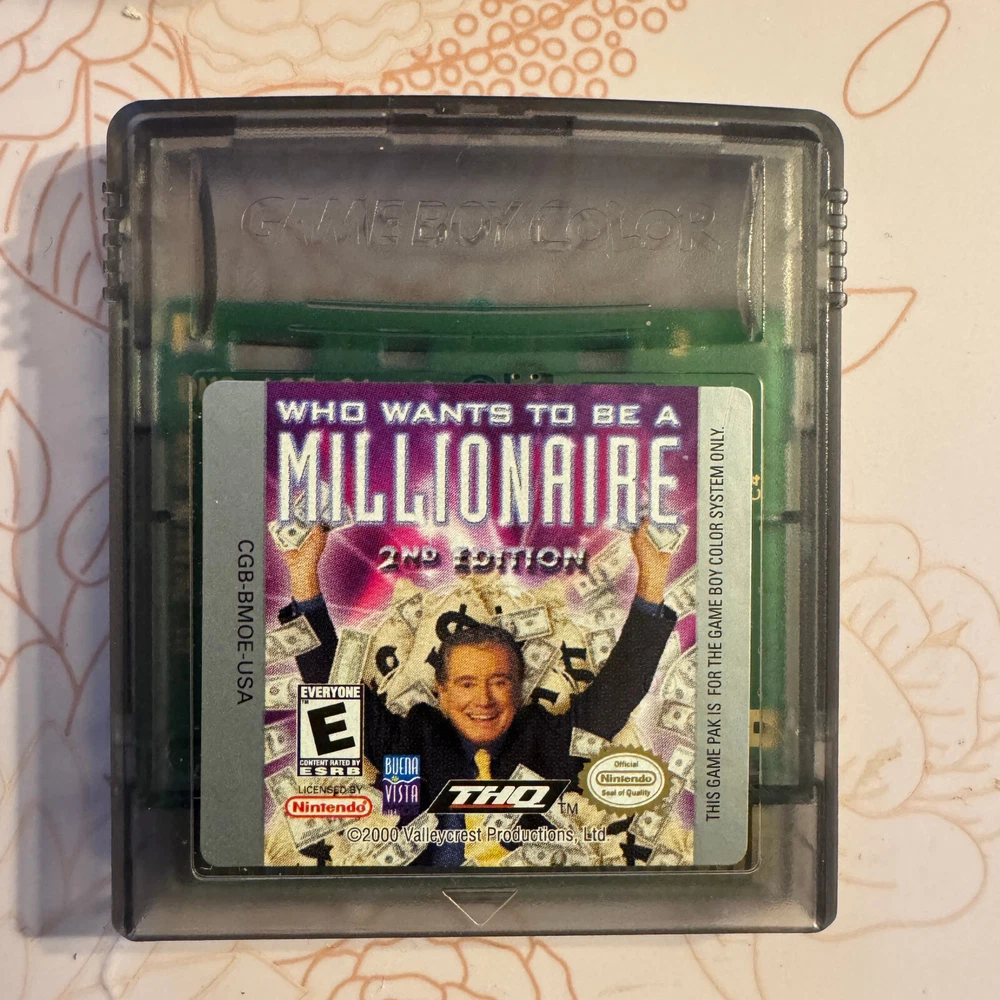 GAME BOY COLOR
WHO WANTS TO BE A
MILLIONAIRE
2ND EDITION
CGB-BMOE-USA
THIS GAME PAK IS FOR THE GAME BOY COLOR SYSTEM ONLY.
EVERYONE
E
TM
CONTENT RATED BY
ESRB
LICENSED BY
Nintendo
BUENA
VISTA
THQ
TM
Official
Nintendo
Seal of Quality
©2000 Valleycrest Productions, Ltd.
C4